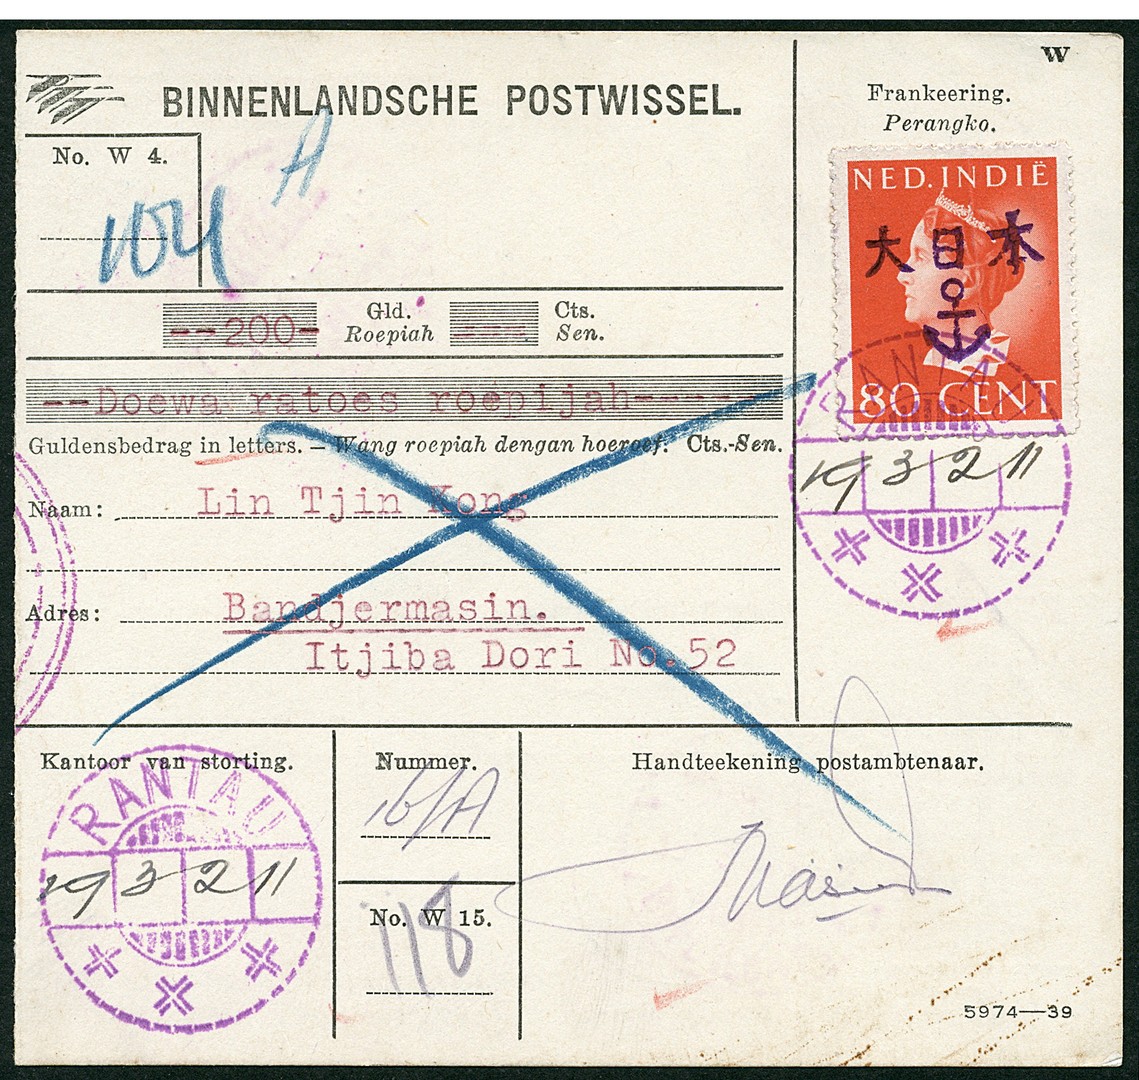 W
BINNENLANDSCHE POSTWISSEL.
Frankeering.
Perangko.
No. W 4.
104 A
NED. INDIË
大日本
80 CENT
--200- Gld. --- Cts.
Roepiah Sen.
--Doewa ratoes roepijah-----
Guldensbedrag in letters. — Wang roepiah dengan hoeroef. Cts.-Sen.
RANTAU
19 3 2 11
Naam: Lin Tjin Kong
Adres: Bandjermasin.
Itjiba Dori No. 52
Kantoor van storting.
RANTAU
19 3 2 11
Nummer.
16/A
No. W 15.
118
Handteekening postambtenaar.
5974—39